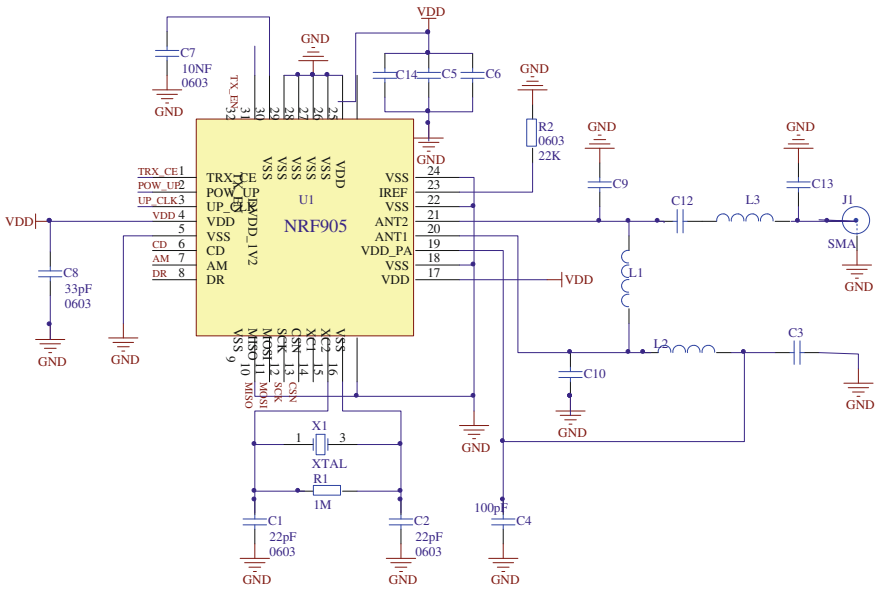 VDD
GND
C7
10NF
0603
GND
C14
C5
C6
GND
GND
R2
0603
22K
GND
C9
GND
C13
TX_EN
32
31
30
29
28
27
26
25
VSS
VSS
VSS
VSS
VSS
VDD
TX_EN
DVDD_1V2
U1
NRF905
TRX_CE 1 TRX_CE
POW_UP 2 POW_UP
UP_CLK 3 UP_CLK
VDD VDD 4 VDD
5 VSS
CD 6 CD
AM 7 AM
DR 8 DR
VSS 24
IREF 23
VSS 22
ANT2 21
ANT1 20
VDD_PA 19
VSS 18
VDD 17
VDD
C12
L3
J1
SMA
GND
L1
L2
C3
GND
C10
GND
C8
33pF
0603
GND
GND
VSS
MISO
MOSI
SCK
CSN
XC1
XC2
VSS
9
10
11
12
13
14
15
16
MISO
MOSI
SCK
CSN
GND
X1
1
3
XTAL
R1
1M
C1
22pF
0603
GND
C2
22pF
0603
GND
100pF
C4
GND